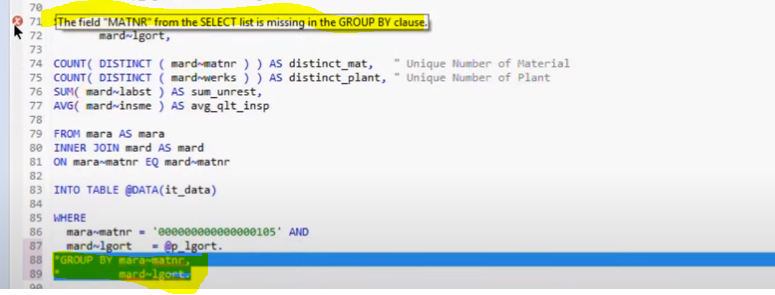 70
71 The field "MATNR" from the SELECT list is missing in the GROUP BY clause.
72 mard~lgort,
74 COUNT( DISTINCT ( mard~matnr ) ) AS distinct_mat, " Unique Number of Material
75 COUNT( DISTINCT ( mard~werks ) ) AS distinct_plant, " Unique Number of Plant
76 SUM( mard~labst ) AS sum_unrest,
77 AVG( mard~insme ) AS avg_qlt_insp
78
79 FROM mara AS mara
80 INNER JOIN mard AS mard
81 ON mara~matnr EQ mard~matnr
82
83 INTO TABLE @DATA(it_data)
84
85 WHERE
86 mara~matnr = '000000000000000105' AND
87 mard~lgort = @p_lgort.
88 *GROUP BY mara~matnr,
89 * mard~lgort.
90